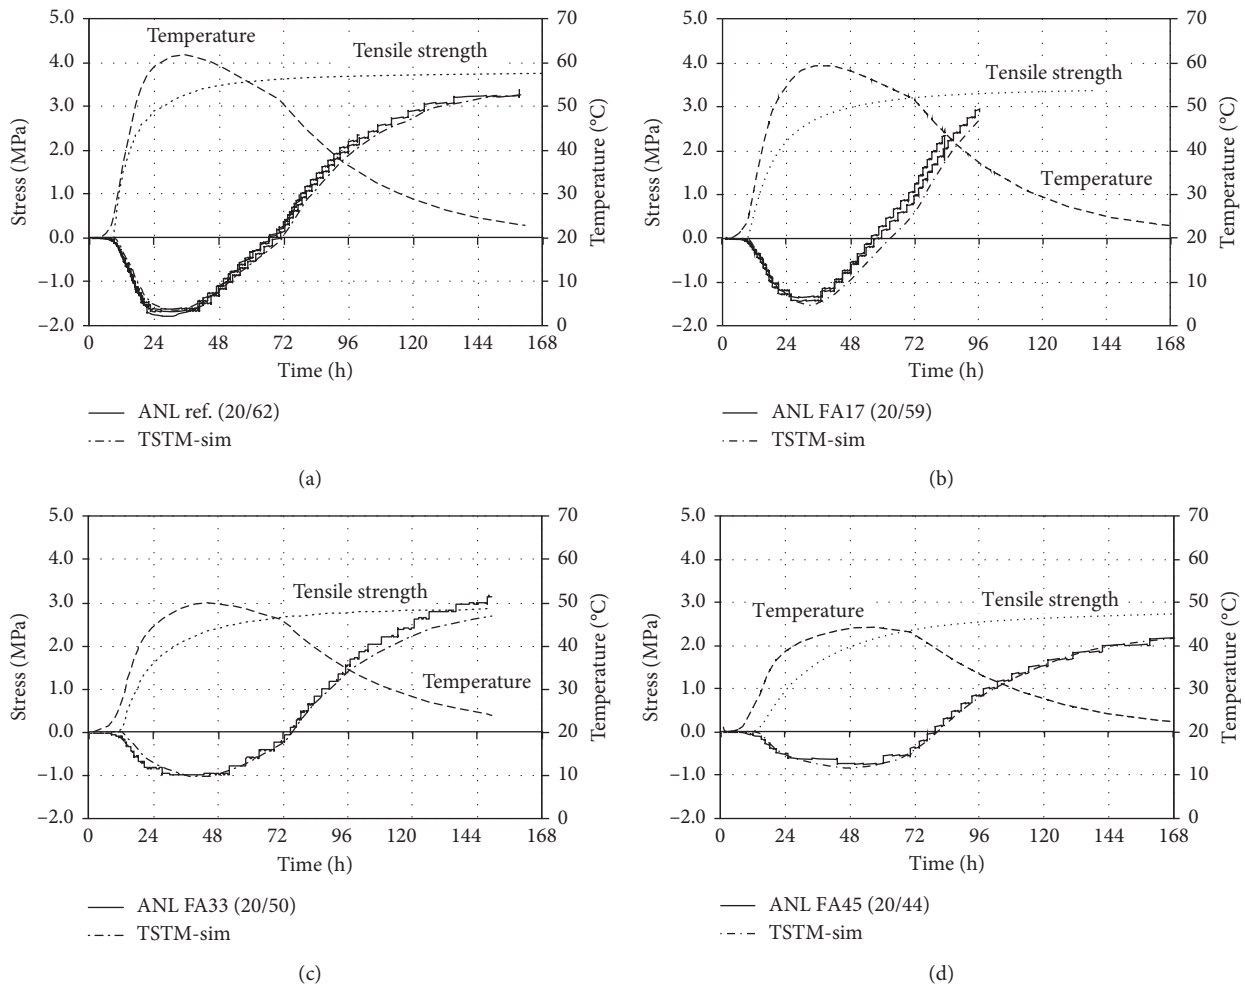 5.0
4.0
3.0
2.0
1.0
0.0
−1.0
−2.0
Stress (MPa)
Temperature
Tensile strength
70
60
50
40
30
20
10
0
Temperature (°C)
0 24 48 72 96 120 144 168
Time (h)
ANL ref. (20/62)
TSTM-sim
(a)
5.0
4.0
3.0
2.0
1.0
0.0
−1.0
−2.0
Stress (MPa)
Tensile strength
Temperature
70
60
50
40
30
20
10
0
Temperature (°C)
0 24 48 72 96 120 144 168
Time (h)
ANL FA17 (20/59)
TSTM-sim
(b)
5.0
4.0
3.0
2.0
1.0
0.0
−1.0
−2.0
Stress (MPa)
Tensile strength
Temperature
70
60
50
40
30
20
10
0
Temperature (°C)
0 24 48 72 96 120 144 168
Time (h)
ANL FA33 (20/50)
TSTM-sim
(c)
5.0
4.0
3.0
2.0
1.0
0.0
−1.0
−2.0
Stress (MPa)
Temperature
Tensile strength
70
60
50
40
30
20
10
0
Temperature (°C)
0 24 48 72 96 120 144 168
Time (h)
ANL FA45 (20/44)
TSTM-sim
(d)